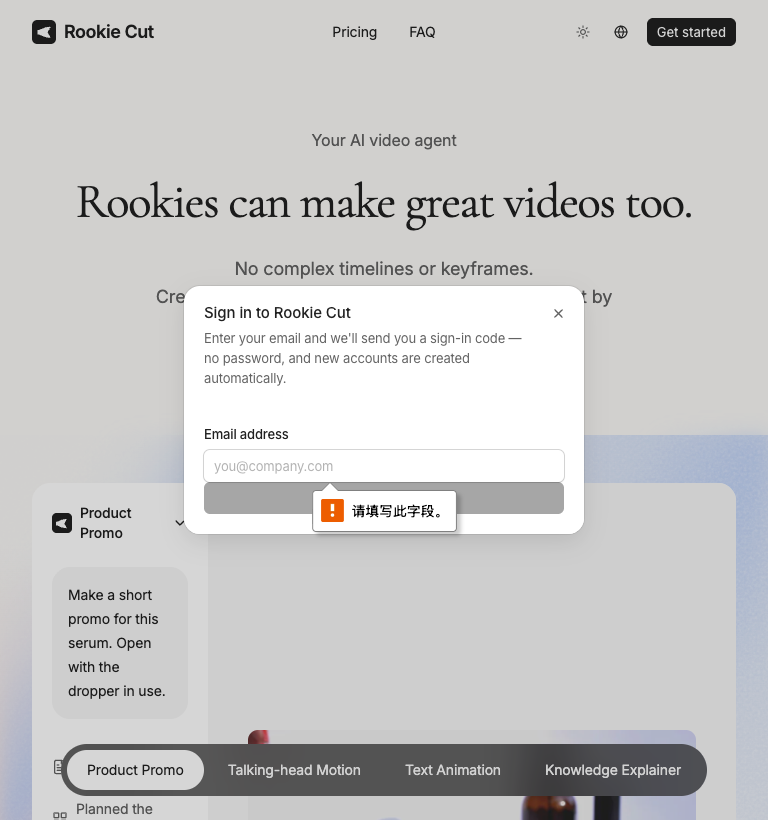 Rookie Cut
Pricing
FAQ
Get started
Your AI video agent
Rookies can make great videos too.
No complex timelines or keyframes.
Cre
t by
Sign in to Rookie Cut
Enter your email and we'll send you a sign-in code —
no password, and new accounts are created
automatically.
Email address
you@company.com
请填写此字段。
Product
Promo
Make a short
promo for this
serum. Open
with the
dropper in use.
Product Promo
Talking-head Motion
Text Animation
Knowledge Explainer
Planned the